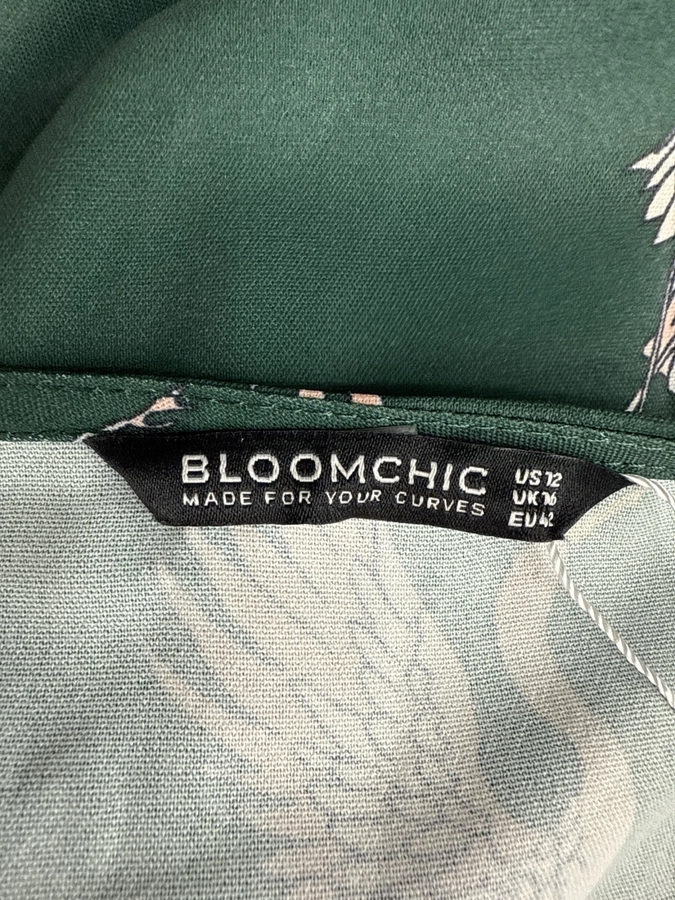 BLOOMCHIC
MADE FOR YOUR CURVES
US 12
UK 16
EU 42